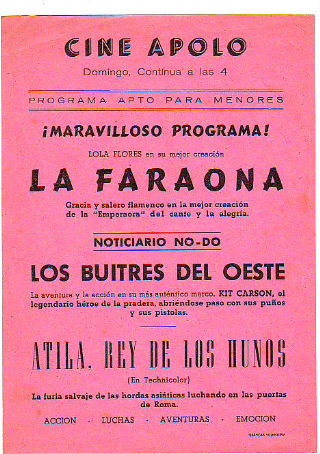 CINE APOLO
Domingo, Contínua a las 4
PROGRAMA APTO PARA MENORES
¡MARAVILLOSO PROGRAMA!
LOLA FLORES en su mejor creación
LA FARAONA
Gracia y salero flamenco en la mejor creación
de la "Emperaora" del cante y la alegría.
NOTICIARIO NO-DO
LOS BUITRES DEL OESTE
La aventura y la acción en su más auténtico marco. KIT CARSON, el
legendario héroe de la pradera, abriéndose paso con sus puños
y sus pistolas.
ATILA, REY DE LOS HUNOS
(En Technicolor)
La furia salvaje de las hordas asiáticas luchando en las puertas
de Roma.
ACCION - LUCHAS - AVENTURAS - EMOCION